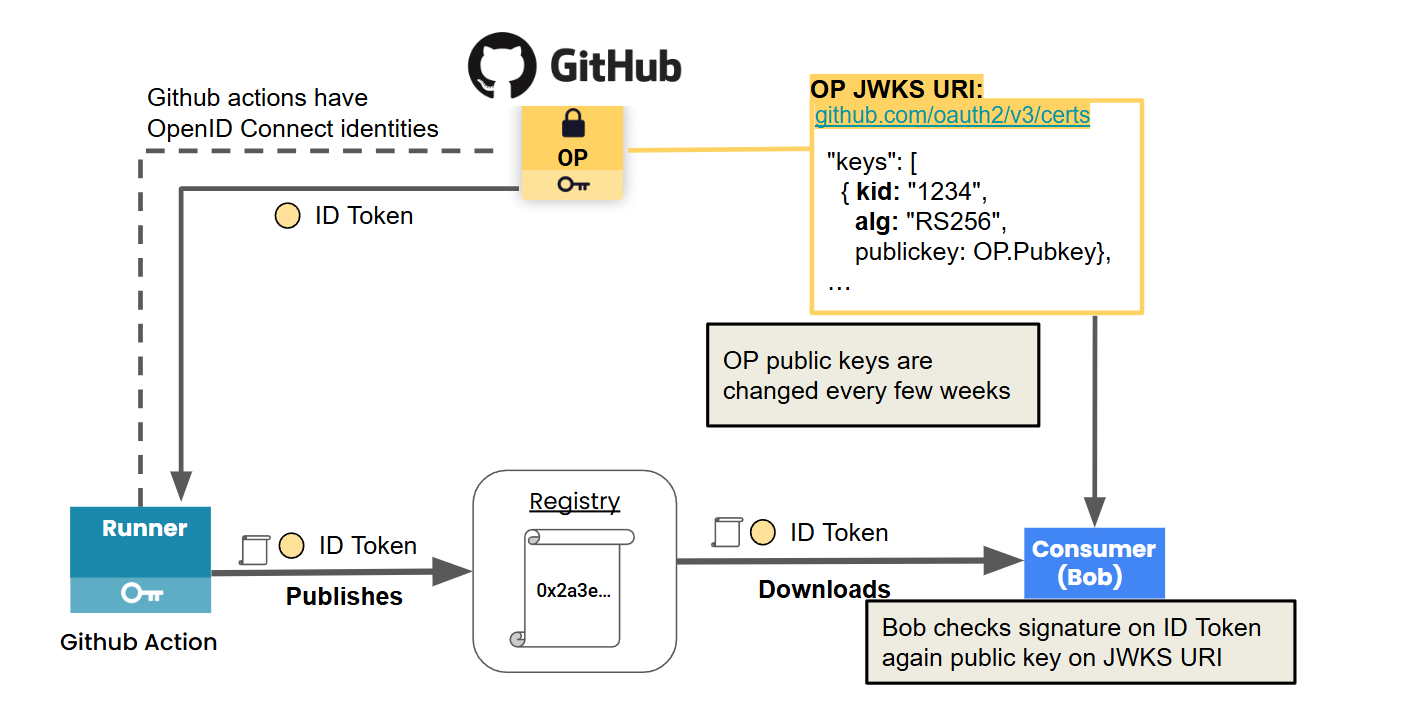 GitHub
Github actions have
OpenID Connect identities
OP
ID Token
OP JWKS URI:
github.com/oauth2/v3/certs
"keys": [
{ kid: "1234",
alg: "RS256",
publickey: OP.Pubkey},
…
OP public keys are
changed every few weeks
Runner
Github Action
ID Token
Publishes
Registry
0x2a3e...
ID Token
Downloads
Consumer
(Bob)
Bob checks signature on ID Token
again public key on JWKS URI